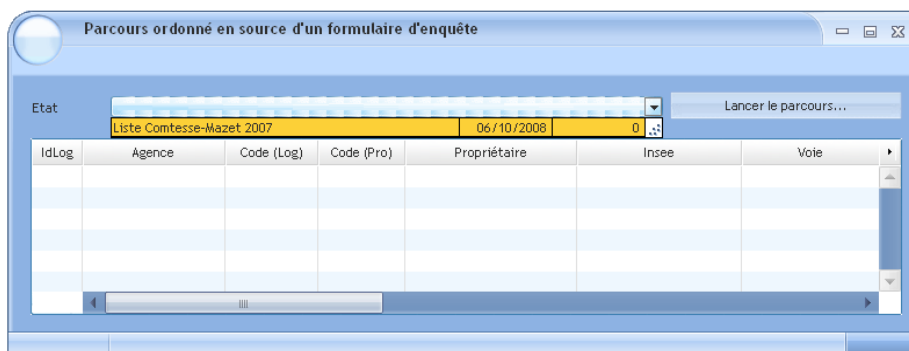 Parcours ordonné en source d'un formulaire d'enquête
Etat
Lancer le parcours...
Liste Comtesse-Mazet 2007 06/10/2008 0
IdLog Agence Code (Log) Code (Pro) Propriétaire Insee Voie